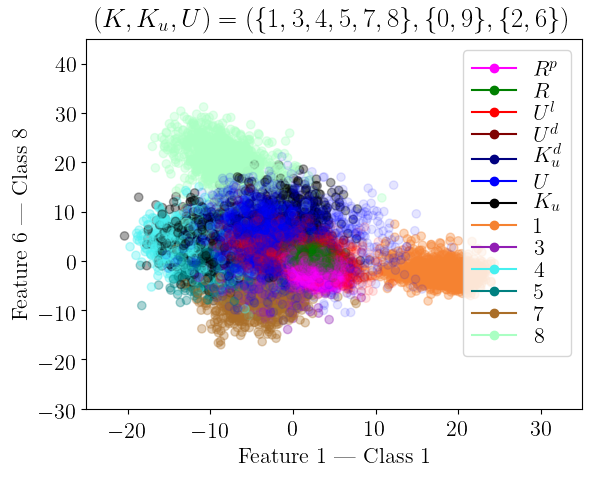 (K, K_u, U) = ({1, 3, 4, 5, 7, 8}, {0, 9}, {2, 6})
40
30
20
10
0
−10
−20
−30
Feature 6 — Class 8
R^p
R
U^l
U^d
K_u^d
U
K_u
1
3
4
5
7
8
−20 −10 0 10 20 30
Feature 1 — Class 1